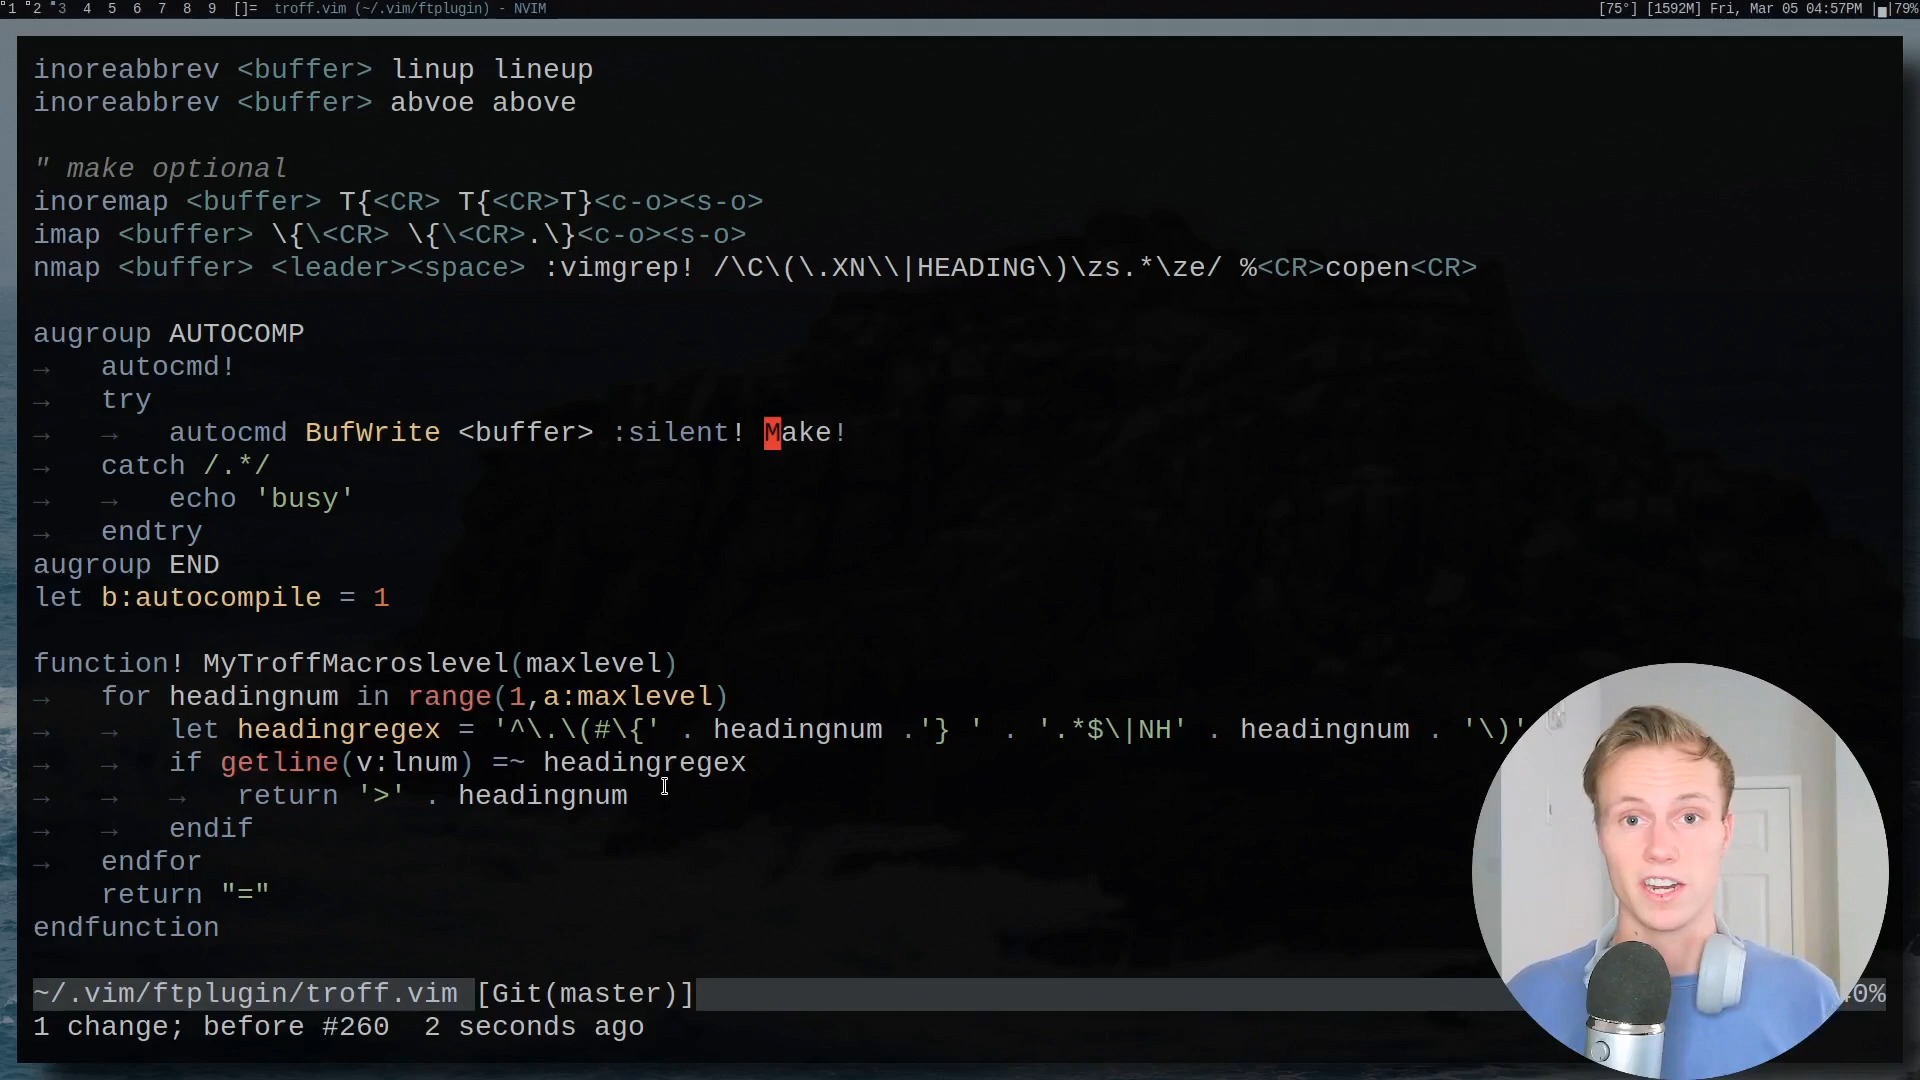 1 2 3 4 5 6 7 8 9 []= troff.vim (~/.vim/ftplugin) - NVIM [75°] [1592M] Fri, Mar 05 04:57PM |▄|79%
inoreabbrev <buffer> linup lineup
inoreabbrev <buffer> abvoe above
" make optional
inoremap <buffer> T{<CR> T{<CR>T}<c-o><s-o>
imap <buffer> \{\<CR> \{\<CR>.\}<c-o><s-o>
nmap <buffer> <leader><space> :vimgrep! /\C\(\.XN\\|HEADING\)\zs.*\ze/ %<CR>copen<CR>
augroup AUTOCOMP
→ autocmd!
→ try
→ → autocmd BufWrite <buffer> :silent! Make!
→ catch /.*/
→ → echo 'busy'
→ endtry
augroup END
let b:autocompile = 1
function! MyTroffMacroslevel(maxlevel)
→ for headingnum in range(1,a:maxlevel)
→ → let headingregex = '^\.\(#\{' . headingnum .'} ' . '.*$\|NH' . headingnum . '\)'
→ → if getline(v:lnum) =~ headingregex
→ → → return '>' . headingnum
→ → endif
→ endfor
return "="
endfunction
~/.vim/ftplugin/troff.vim [Git(master)] 0%
1 change; before #260 2 seconds ago